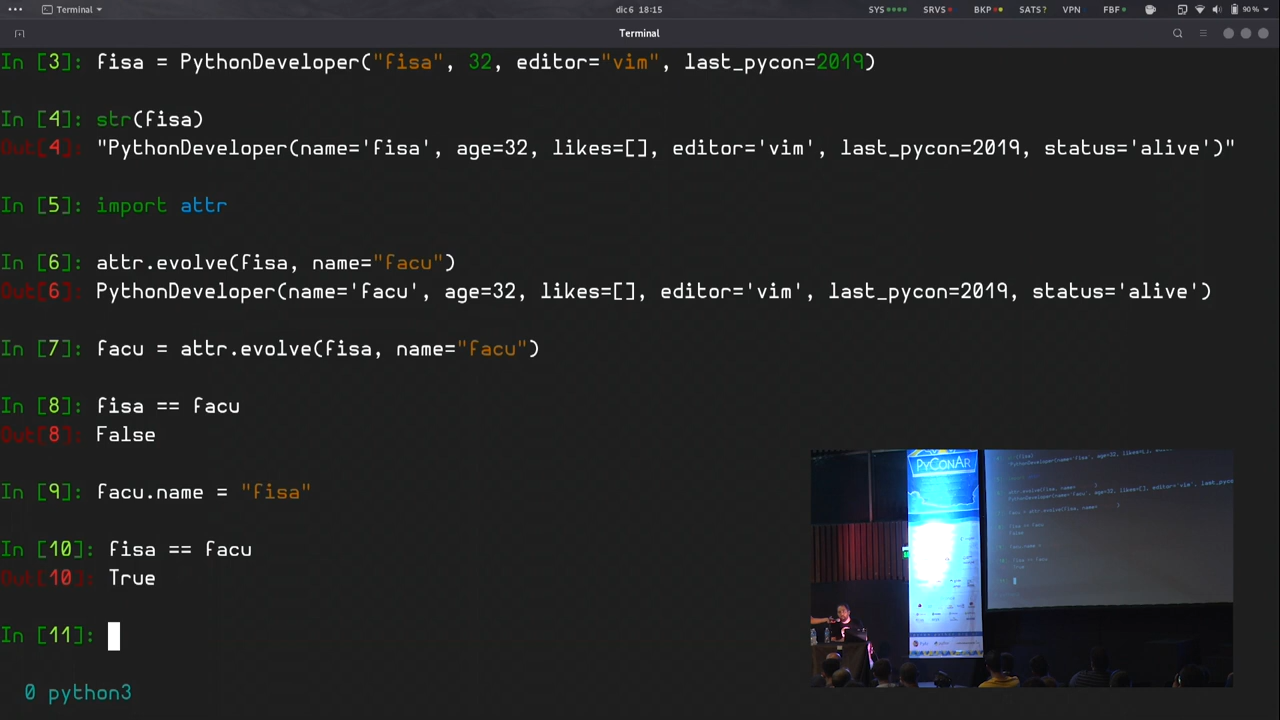 Terminal
dic6 18:15
SYS SRVS BKP SATS? VPN FBF 90%
Terminal
In [3]: fisa = PythonDeveloper("fisa", 32, editor="vim", last_pycon=2019)
In [4]: str(fisa)
Out[4]: "PythonDeveloper(name='fisa', age=32, likes=[], editor='vim', last_pycon=2019, status='alive')"
In [5]: import attr
In [6]: attr.evolve(fisa, name="facu")
Out[6]: PythonDeveloper(name='facu', age=32, likes=[], editor='vim', last_pycon=2019, status='alive')
In [7]: facu = attr.evolve(fisa, name="facu")
In [8]: fisa == facu
Out[8]: False
In [9]: facu.name = "fisa"
In [10]: fisa == facu
Out[10]: True
In [11]:
0 python3
PyConAr